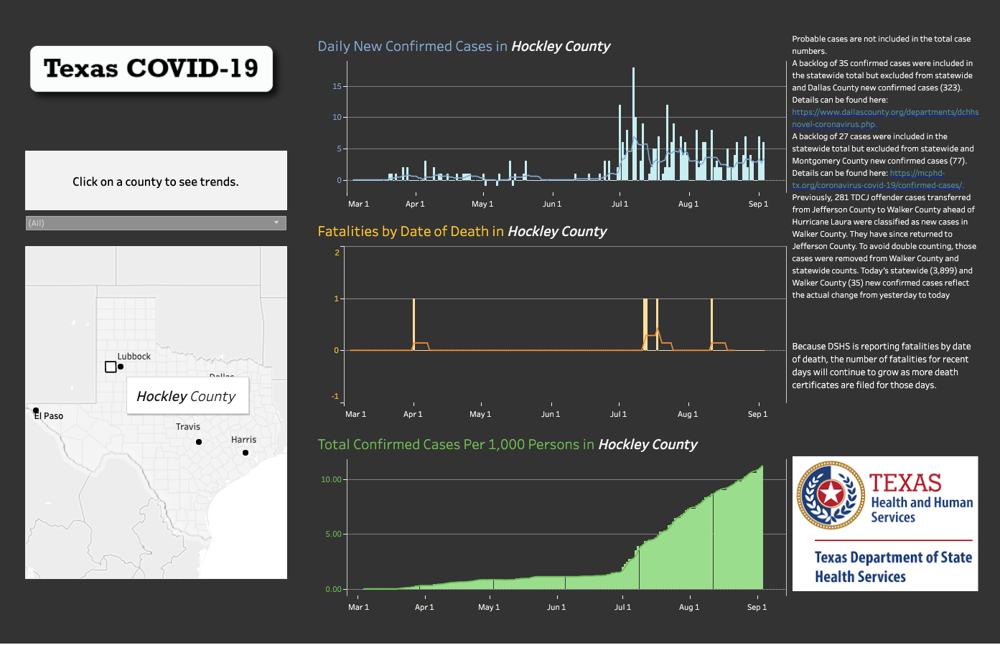 Texas COVID-19
Click on a county to see trends.
(All)
Lubbock
Dallas
Hockley County
El Paso
Travis
Harris
Daily New Confirmed Cases in Hockley County
15
10
5
0
Mar 1
Apr 1
May 1
Jun 1
Jul 1
Aug 1
Sep 1
Fatalities by Date of Death in Hockley County
2
1
0
-1
Mar 1
Apr 1
May 1
Jun 1
Jul 1
Aug 1
Sep 1
Total Confirmed Cases Per 1,000 Persons in Hockley County
10.00
5.00
0.00
Mar 1
Apr 1
May 1
Jun 1
Jul 1
Aug 1
Sep 1
Probable cases are not included in the total case
numbers.
A backlog of 35 confirmed cases were included in
the statewide total but excluded from statewide
and Dallas County new confirmed cases (323).
Details can be found here:
https://www.dallascounty.org/departments/dchhs
novel-coronavirus.php.
A backlog of 27 cases were included in the
statewide total but excluded from statewide and
Montgomery County new confirmed cases (77).
Details can be found here: https://mcphd-
tx.org/coronavirus-covid-19/confirmed-cases/.
Previously, 281 TDCJ offender cases transferred
from Jefferson County to Walker County ahead of
Hurricane Laura were classified as new cases in
Walker County. They have since returned to
Jefferson County. To avoid double counting, those
cases were removed from Walker County and
statewide counts. Today's statewide (3,899) and
Walker County (35) new confirmed cases reflect
the actual change from yesterday to today
Because DSHS is reporting fatalities by date
of death, the number of fatalities for recent
days will continue to grow as more death
certificates are filed for those days.
TEXAS
Health and Human
Services
Texas Department of State
Health Services